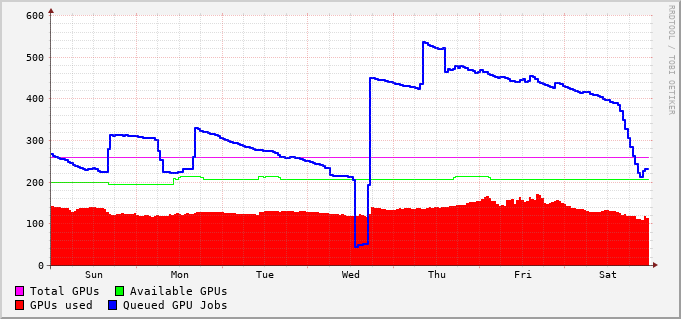 600
500
400
300
200
100
0
Sun Mon Tue Wed Thu Fri Sat
Total GPUs Available GPUs
GPUs used Queued GPU Jobs
RRDTOOL / TOBI OETIKER